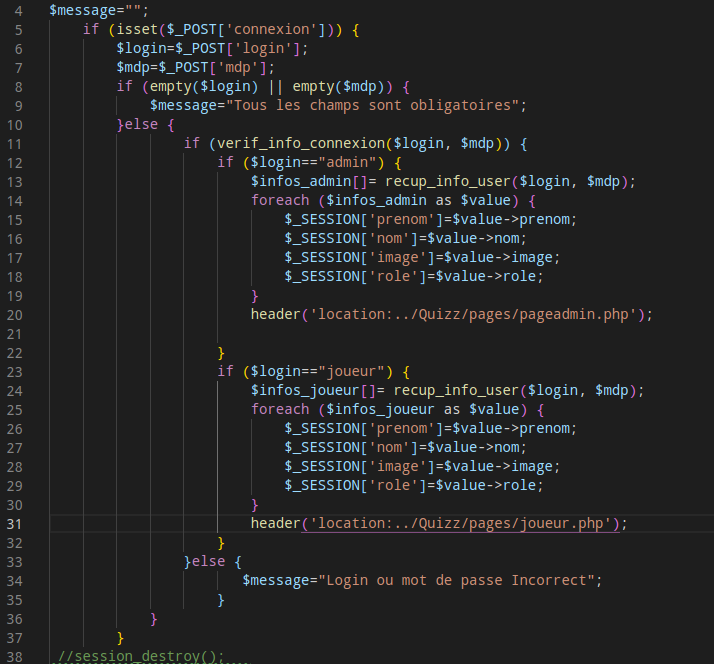 4 $message="";
5 if (isset($_POST['connexion'])) {
6 $login=$_POST['login'];
7 $mdp=$_POST['mdp'];
8 if (empty($login) || empty($mdp)) {
9 $message="Tous les champs sont obligatoires";
10 }else {
11 if (verif_info_connexion($login, $mdp)) {
12 if ($login=="admin") {
13 $infos_admin[]= recup_info_user($login, $mdp);
14 foreach ($infos_admin as $value) {
15 $_SESSION['prenom']=$value->prenom;
16 $_SESSION['nom']=$value->nom;
17 $_SESSION['image']=$value->image;
18 $_SESSION['role']=$value->role;
19 }
20 header('location:../Quizz/pages/pageadmin.php');
21
22 }
23 if ($login=="joueur") {
24 $infos_joueur[]= recup_info_user($login, $mdp);
25 foreach ($infos_joueur as $value) {
26 $_SESSION['prenom']=$value->prenom;
27 $_SESSION['nom']=$value->nom;
28 $_SESSION['image']=$value->image;
29 $_SESSION['role']=$value->role;
30 }
31 header('location:../Quizz/pages/joueur.php');
32 }
33 }else {
34 $message="Login ou mot de passe Incorrect";
35 }
36 }
37 }
38 //session_destroy();